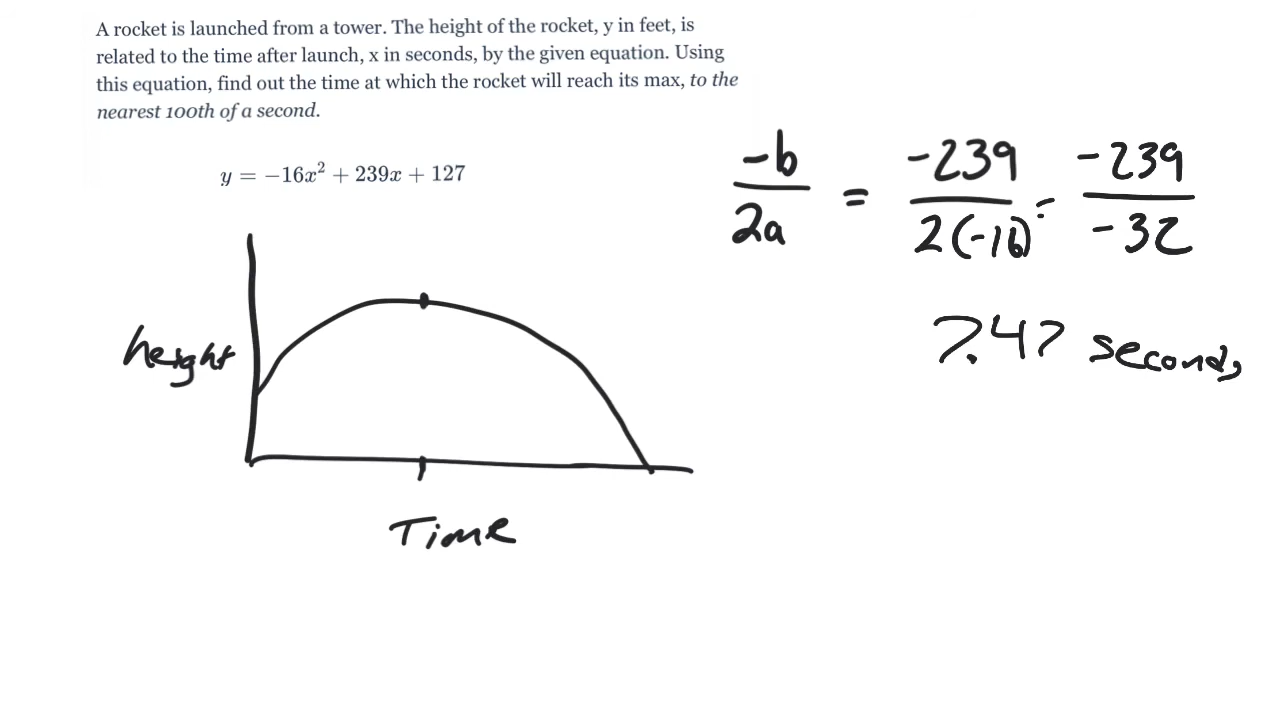 A rocket is launched from a tower. The height of the rocket, y in feet, is
related to the time after launch, x in seconds, by the given equation. Using
this equation, find out the time at which the rocket will reach its max, to the
nearest 100th of a second.
y = −16x² + 239x + 127
-b/2a = -239/2(-16) = -239/-32
7.47 seconds
height
Time